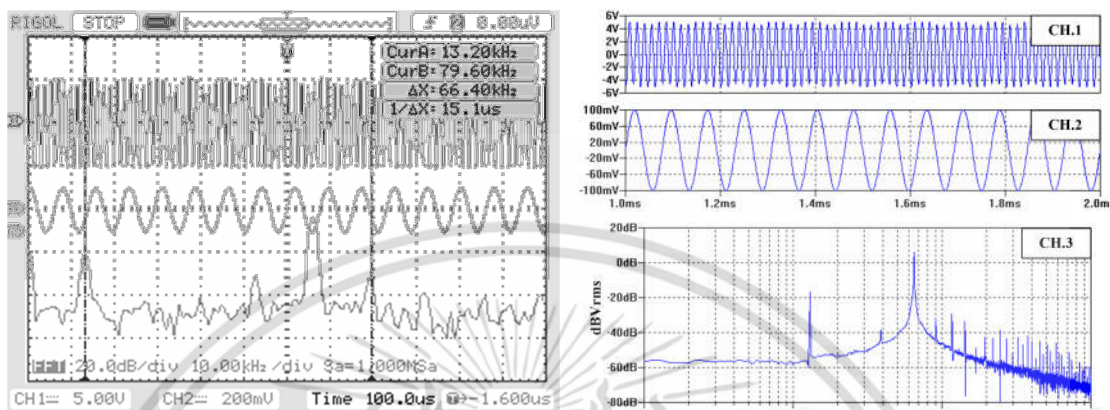 RIGOL STOP 0.00uV
CurA: 13.20kHz
CurB: 79.60kHz
ΔX: 66.40kHz
1/ΔX: 15.1us
FFT 20.0dB/div 10.00kHz/div Sa=1.000MSa
CH1 5.00V CH2 200mV Time 100.0us -1.600us
6V
4V
2V
0V
-2V
-4V
-6V
CH.1
100mV
60mV
20mV
-20mV
-60mV
-100mV
CH.2
1.0ms 1.2ms 1.4ms 1.6ms 1.8ms 2.0m
20dB
0dB
-20dB
-40dB
-60dB
-80dB
dBVrms
CH.3